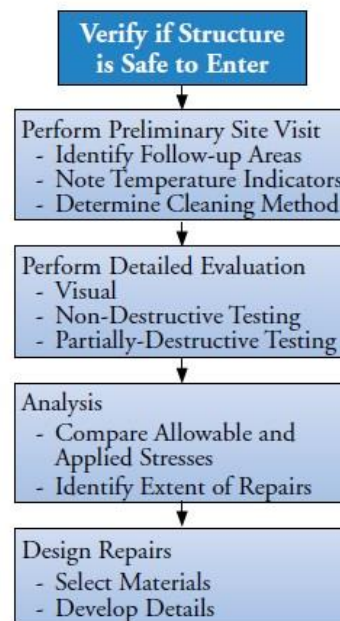 Verify if Structure
is Safe to Enter
Perform Preliminary Site Visit
- Identify Follow-up Areas
- Note Temperature Indicators
- Determine Cleaning Method
Perform Detailed Evaluation
- Visual
- Non-Destructive Testing
- Partially-Destructive Testing
Analysis
- Compare Allowable and
Applied Stresses
- Identify Extent of Repairs
Design Repairs
- Select Materials
- Develop Details